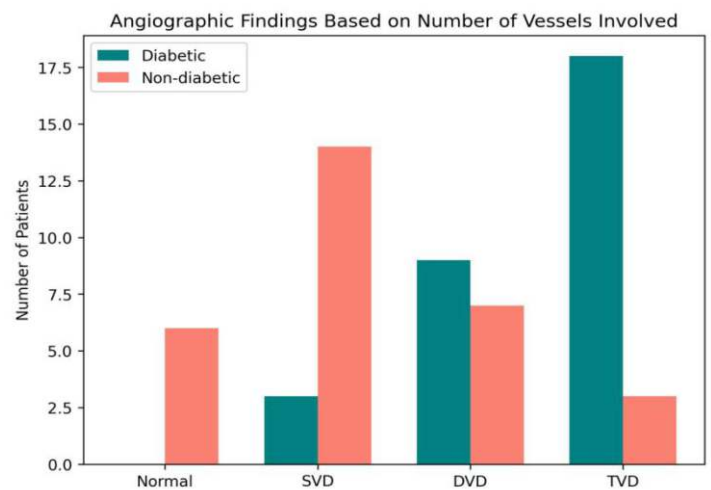 Angiographic Findings Based on Number of Vessels Involved
Diabetic
Non-diabetic
Number of Patients
17.5
15.0
12.5
10.0
7.5
5.0
2.5
0.0
Normal SVD DVD TVD